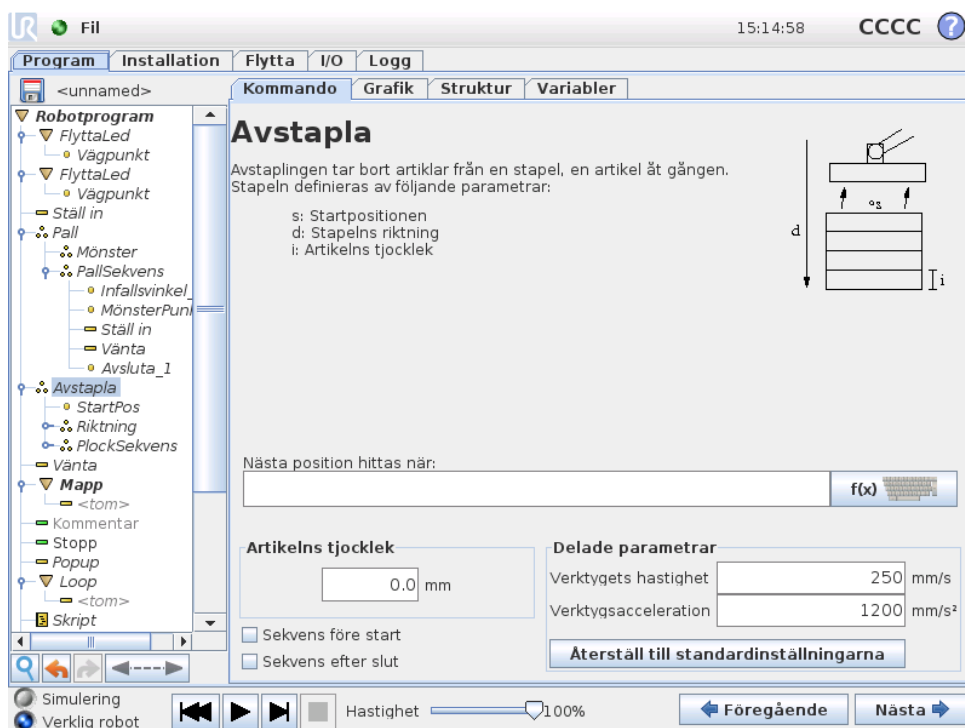 UR Fil 15:14:58 CCCC ?
Program Installation Flytta I/O Logg
<unnamed>
Kommando Grafik Struktur Variabler
Robotprogram
FlyttaLed
Vägpunkt
FlyttaLed
Vägpunkt
Ställ in
Pall
Mönster
PallSekvens
Infallsvinkel_
MönsterPun
Ställ in
Vänta
Avsluta_1
Avstapla
StartPos
Riktning
PlockSekvens
Vänta
Mapp
<tom>
Kommentar
Stopp
Popup
Loop
<tom>
Skript
Avstapla
Avstaplingen tar bort artiklar från en stapel, en artikel åt gången.
Stapeln definieras av följande parametrar:
s: Startpositionen
d: Stapelns riktning
i: Artikelns tjocklek
d
s
i
Nästa position hittas när:
f(x)
Artikelns tjocklek
0.0 mm
Sekvens före start
Sekvens efter slut
Delade parametrar
Verktygets hastighet 250 mm/s
Verktygsacceleration 1200 mm/s²
Återställ till standardinställningarna
Simulering
Verklig robot
Hastighet 100%
Föregående
Nästa